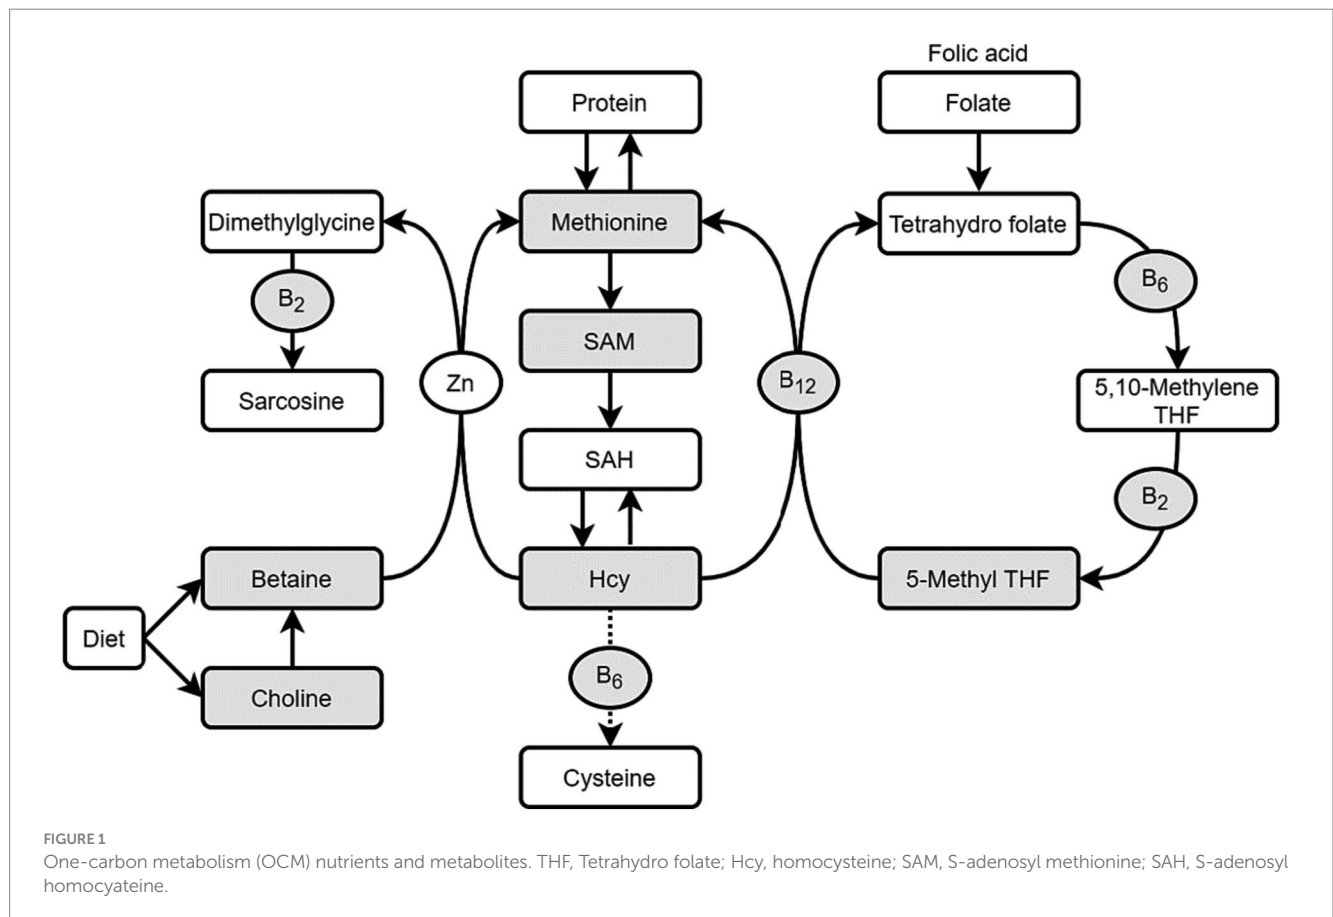 Folic acid
Protein
Folate
Dimethylglycine
Methionine
Tetrahydro folate
B2
B6
SAM
Zn
B12
Sarcosine
5,10-Methylene
THF
SAH
B2
Betaine
Hcy
5-Methyl THF
Diet
B6
Choline
Cysteine
FIGURE 1
One-carbon metabolism (OCM) nutrients and metabolites. THF, Tetrahydro folate; Hcy, homocysteine; SAM, S-adenosyl methionine; SAH, S-adenosyl
homocyateine.